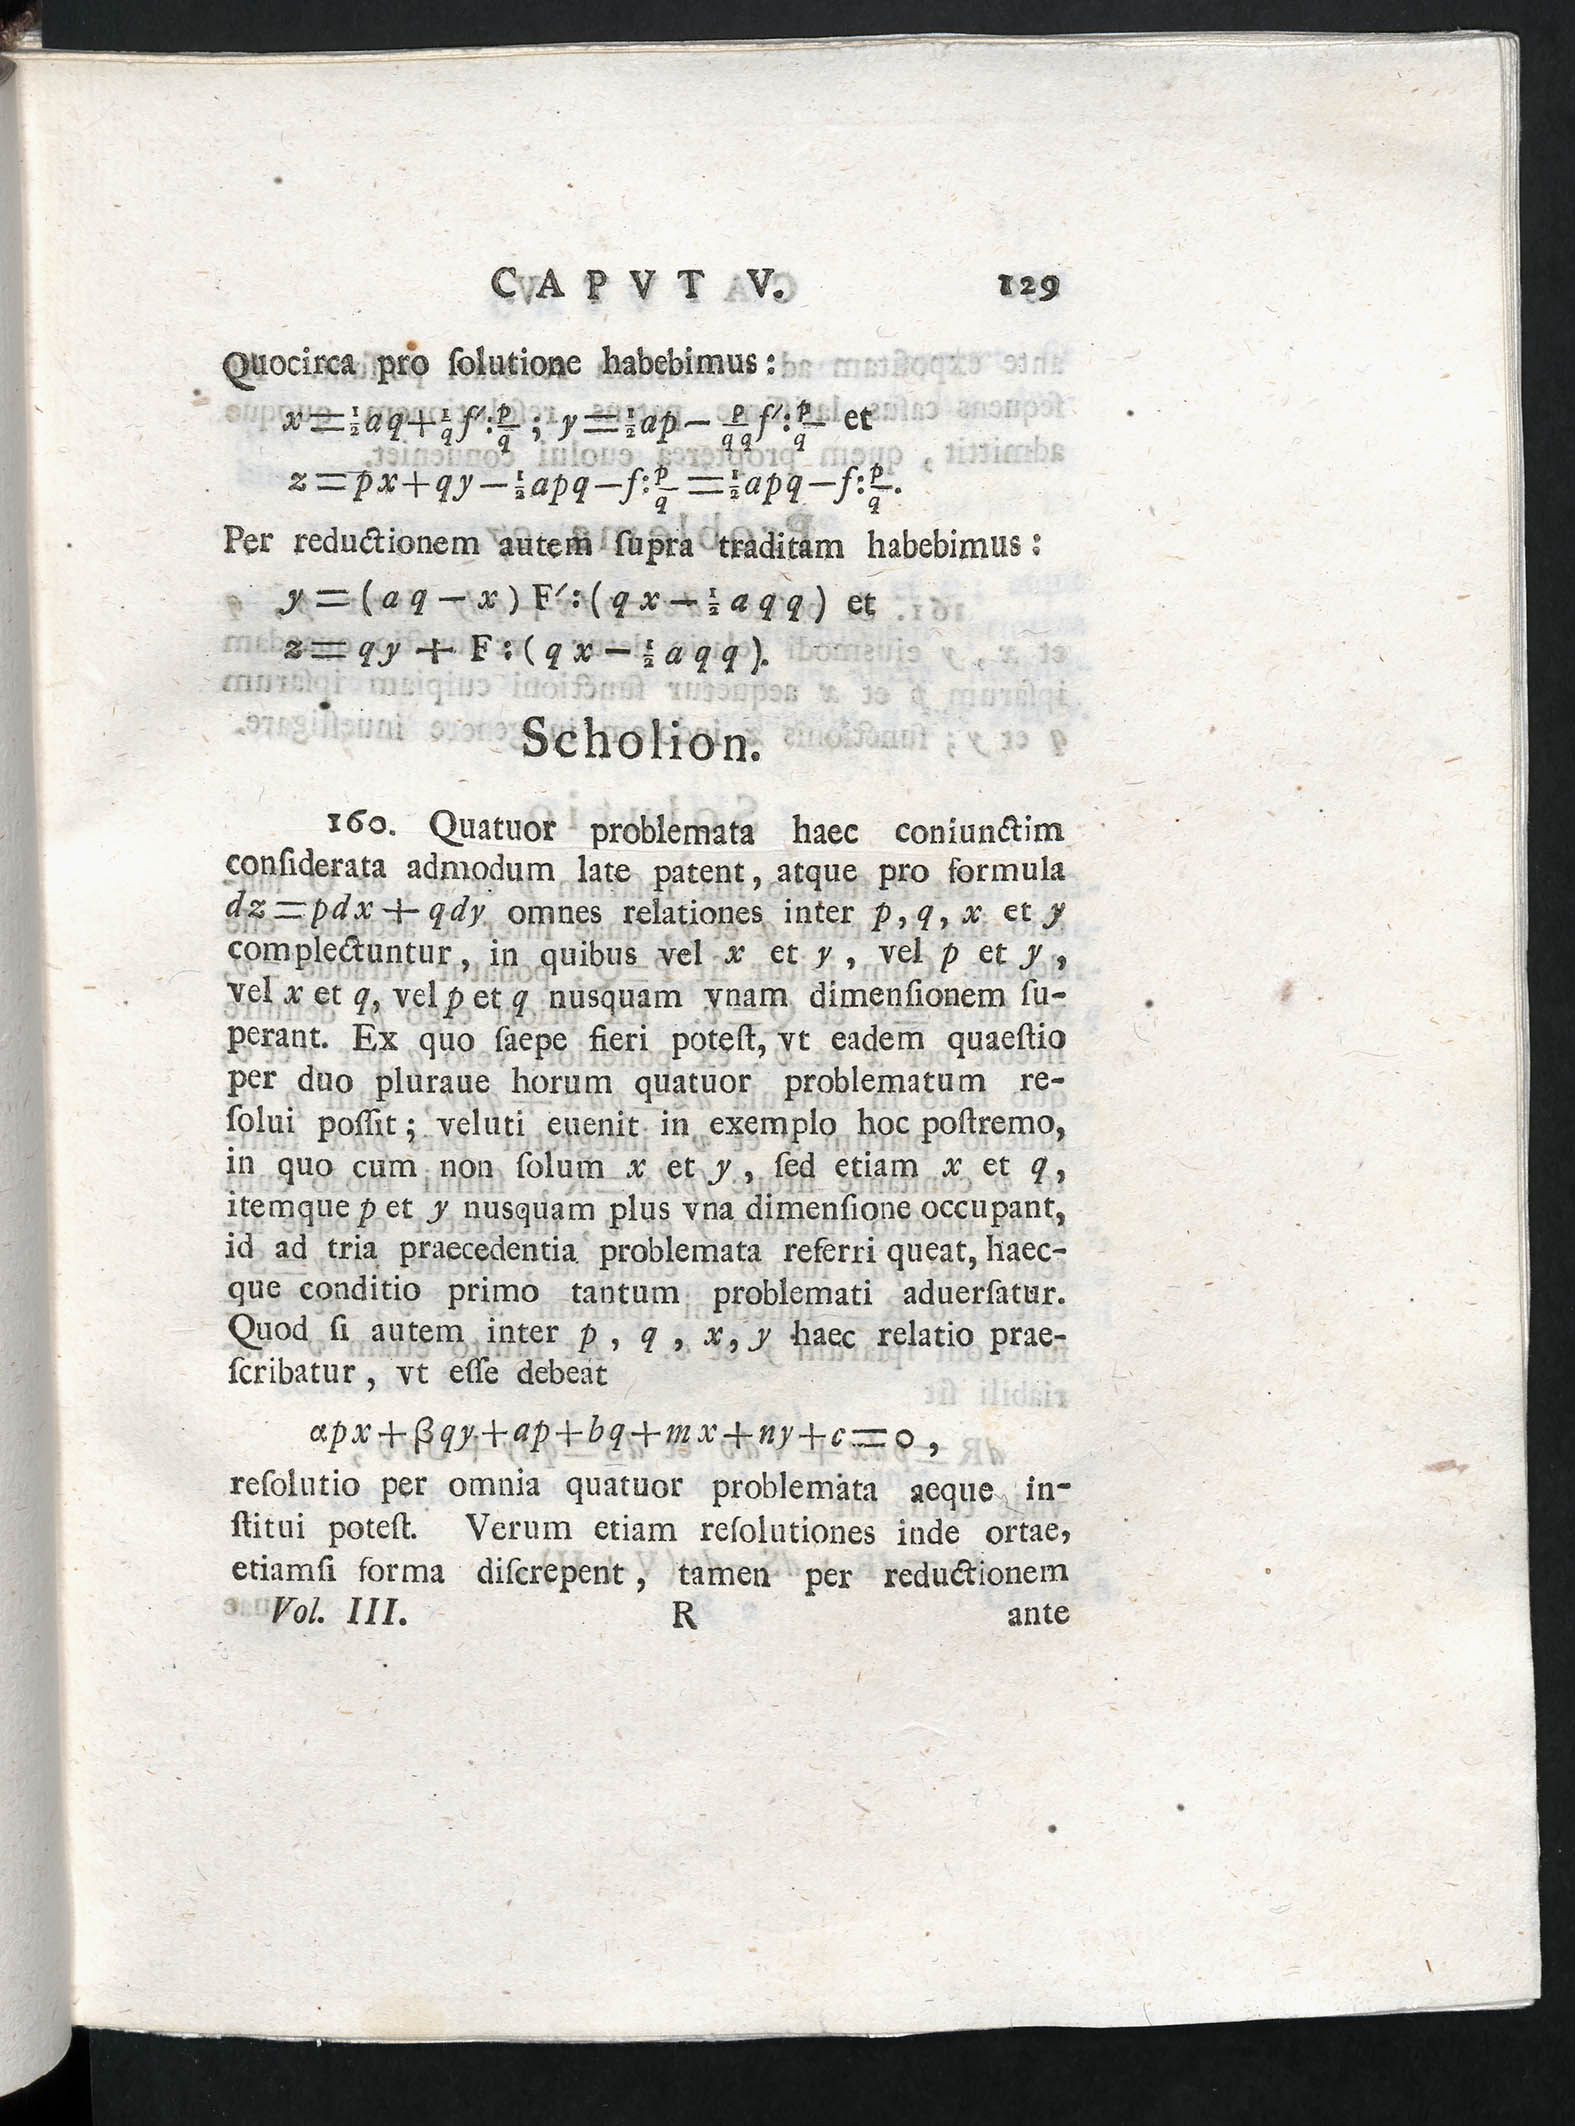 CAPVT V. 129
Quocirca pro ſolutione habebimus:
x = ½aq + 1/q f′: p/q ; y = ½ap − p/qq f′: p/q et
z = px + qy − ½apq − f: p/q = ½apq − f: p/q.
Per reductionem autem ſupra traditam habebimus:
y = (aq − x) F′:(qx − ½aqq) et
z = qy + F:(qx − ½aqq).
Scholion.
160. Quatuor problemata haec coniunctim
conſiderata admodum late patent, atque pro formula
dz = pdx + qdy omnes relationes inter p, q, x et y
complectuntur, in quibus vel x et y, vel p et y,
vel x et q, vel p et q nusquam vnam dimenſionem ſu-
perant. Ex quo ſaepe fieri poteſt, vt eadem quaeſtio
per duo pluraue horum quatuor problematum re-
ſolui poſſit; veluti euenit in exemplo hoc poſtremo,
in quo cum non ſolum x et y, ſed etiam x et q,
itemque p et y nusquam plus vna dimenſione occupant,
id ad tria praecedentia problemata referri queat, haec-
que conditio primo tantum problemati aduerſatur.
Quod ſi autem inter p, q, x, y haec relatio prae-
ſcribatur, vt eſſe debeat
αpx + βqy + ap + bq + mx + ny + c = 0,
reſolutio per omnia quatuor problemata aeque in-
ſtitui poteſt. Verum etiam reſolutiones inde ortae,
etiamſi forma diſcrepent, tamen per reductionem
Vol. III. R ante